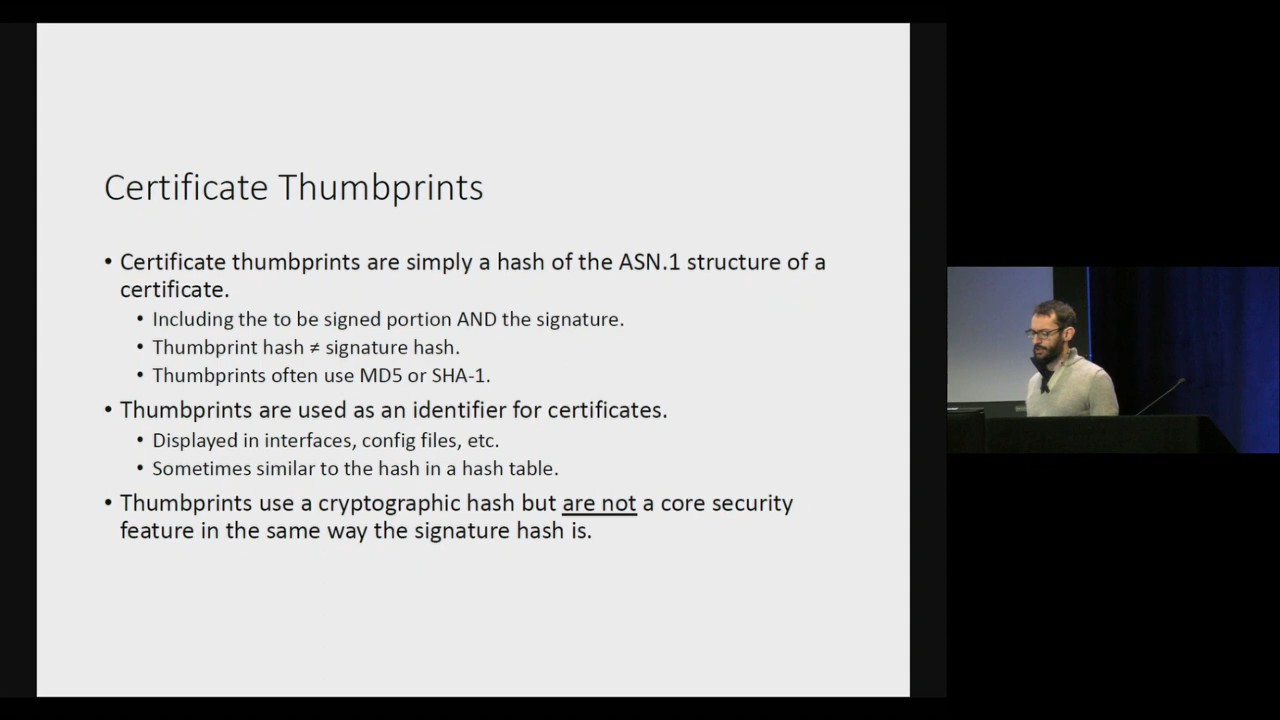 Certificate Thumbprints
• Certificate thumbprints are simply a hash of the ASN.1 structure of a
certificate.
• Including the to be signed portion AND the signature.
• Thumbprint hash ≠ signature hash.
• Thumbprints often use MD5 or SHA-1.
• Thumbprints are used as an identifier for certificates.
• Displayed in interfaces, config files, etc.
• Sometimes similar to the hash in a hash table.
• Thumbprints use a cryptographic hash but are not a core security
feature in the same way the signature hash is.